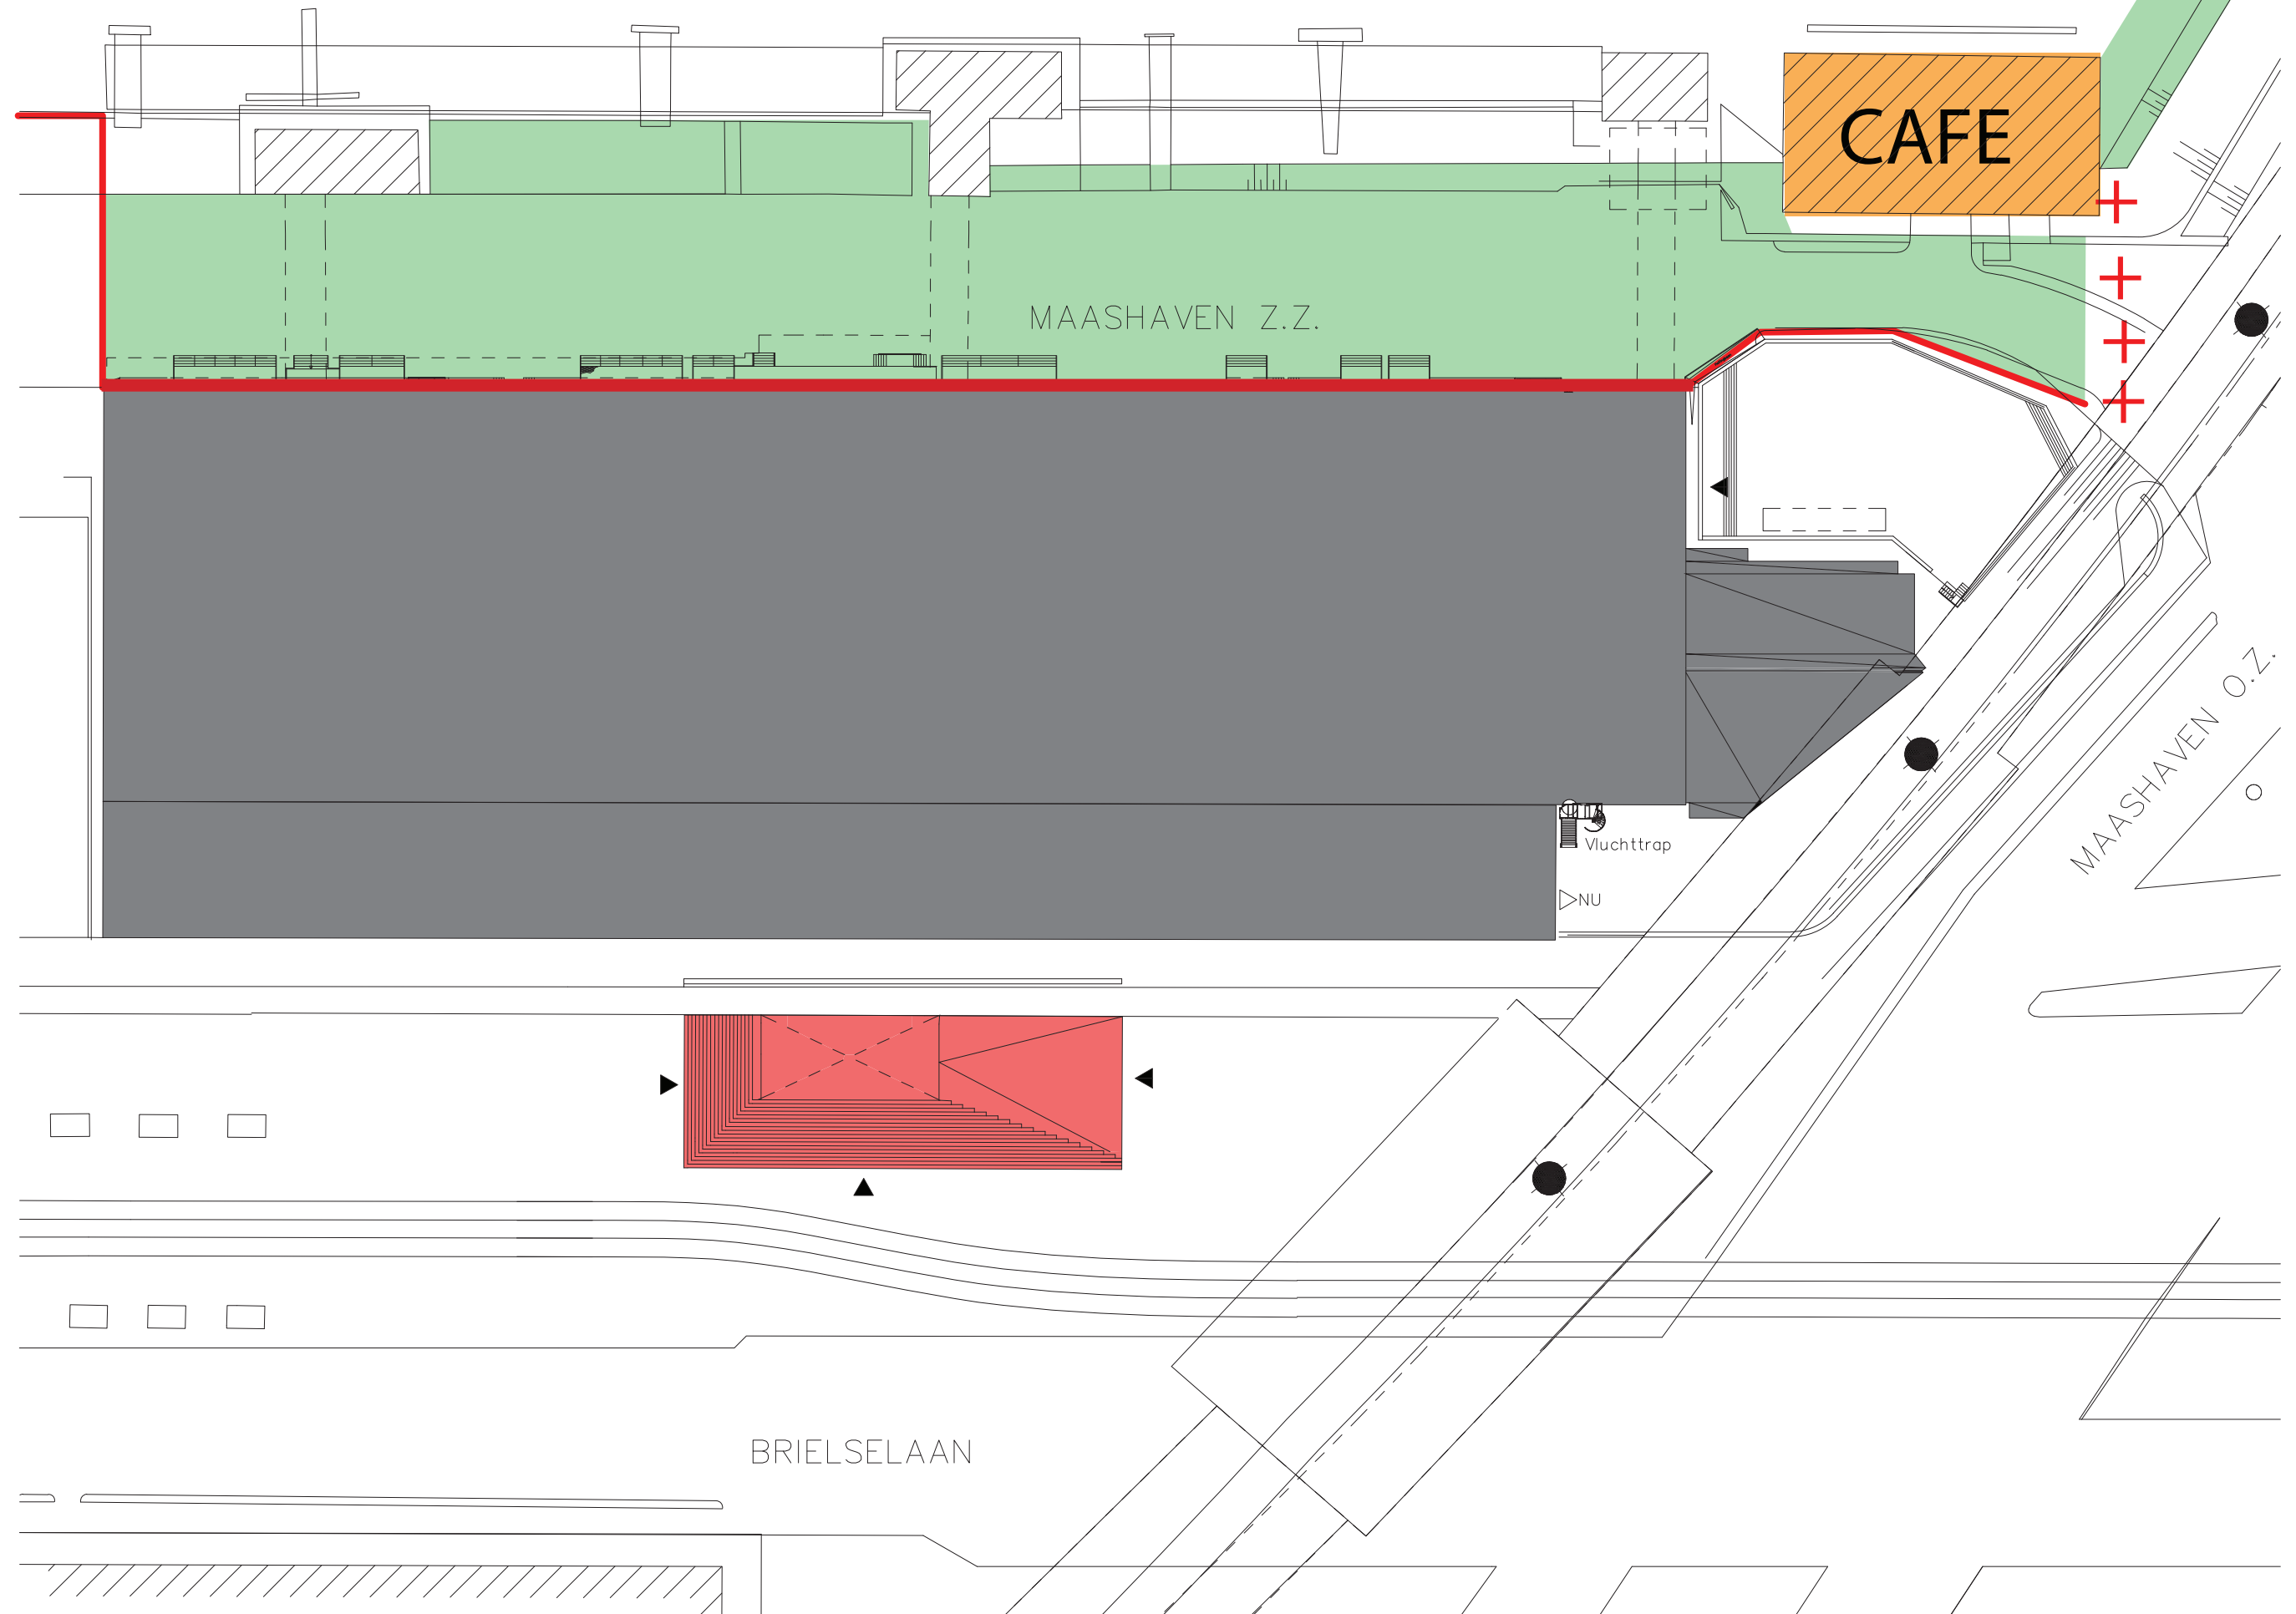 CAFE
MAASHAVEN Z.Z.
MAASHAVEN O.Z.
Vluchttrap
NU
BRIELSELAAN